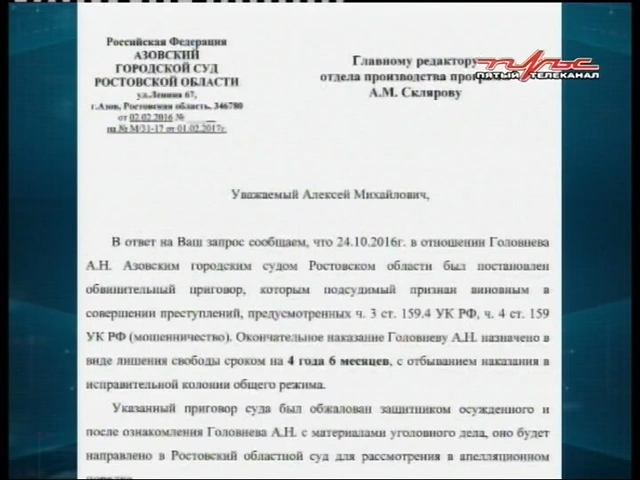 Российская Федерация
АЗОВСКИЙ
ГОРОДСКОЙ СУД
РОСТОВСКОЙ ОБЛАСТИ
ул.Ленина 67,
г.Азов, Ростовская область, 346780
от 02.02.2016 № ____
на № М/31-17 от 01.02.2017г.
Главному редактору
отдела производства програм
А.М. Склярову
ПУЛЬС
ПЯТЫЙ ТЕЛЕКАНАЛ
Уважаемый Алексей Михайлович,
В ответ на Ваш запрос сообщаем, что 24.10.2016г. в отношении Головнева
А.Н. Азовским городским судом Ростовском области был постановлен
обвинительный приговор, которым подсудимый признан виновным в
совершении преступлений, предусмотренных ч. 3 ст. 159.4 УК РФ, ч. 4 ст. 159
УК РФ (мошенничество). Окончательное наказание Головневу А.Н. назначено в
виде лишения свободы сроком на 4 года 6 месяцев, с отбыванием наказания в
исправительной колонии общего режима.
Указанный приговор суда был обжалован защитником осужденного и
после ознакомления Головнева А.Н. с материалами уголовного дела, оно будет
направлено в Ростовский областной суд для рассмотрения в апелляционном